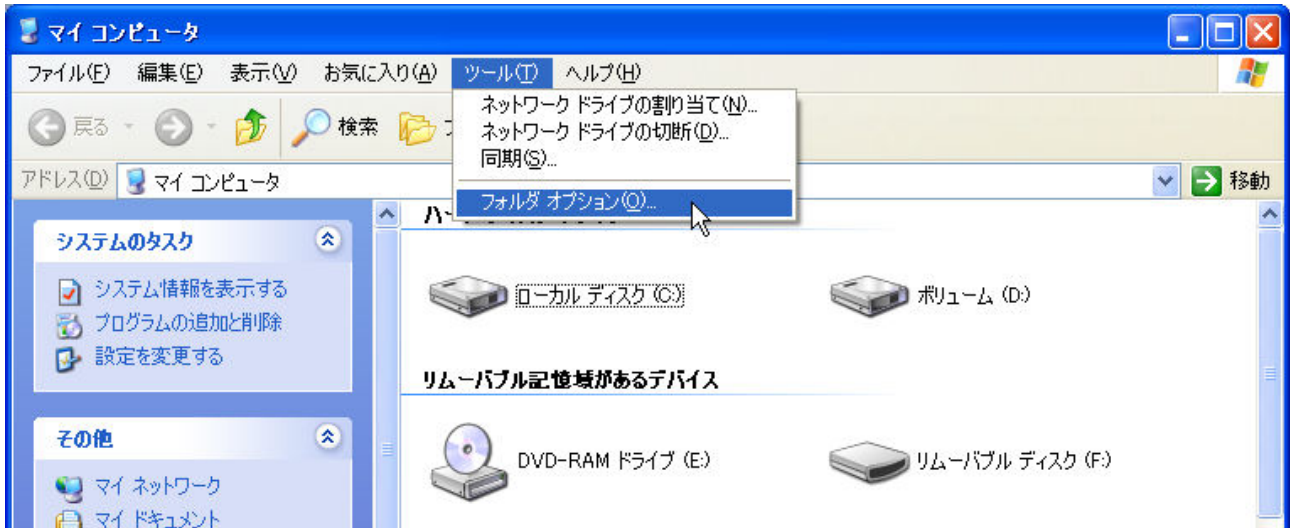 マイ コンピュータ
ファイル(F) 編集(E) 表示(V) お気に入り(A) ツール(T) ヘルプ(H)
戻る 検索
ネットワーク ドライブの割り当て(N)...
ネットワーク ドライブの切断(D)...
同期(S)...
フォルダ オプション(O)...
アドレス(D) マイ コンピュータ 移動
システムのタスク
システム情報を表示する
プログラムの追加と削除
設定を変更する
その他
マイ ネットワーク
マイ ドキュメント
ローカル ディスク (C:) ボリューム (D:)
リムーバブル記憶域があるデバイス
DVD-RAM ドライブ (E:) リムーバブル ディスク (F:)